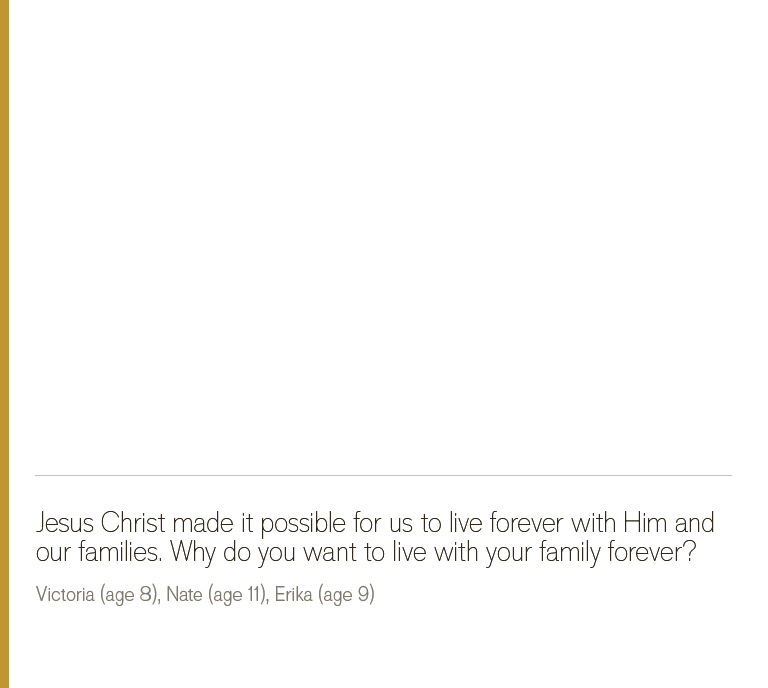 Jesus Christ made it possible for us to live forever with Him and
our families. Why do you want to live with your family forever?
Victoria (age 8), Nate (age 11), Erika (age 9)